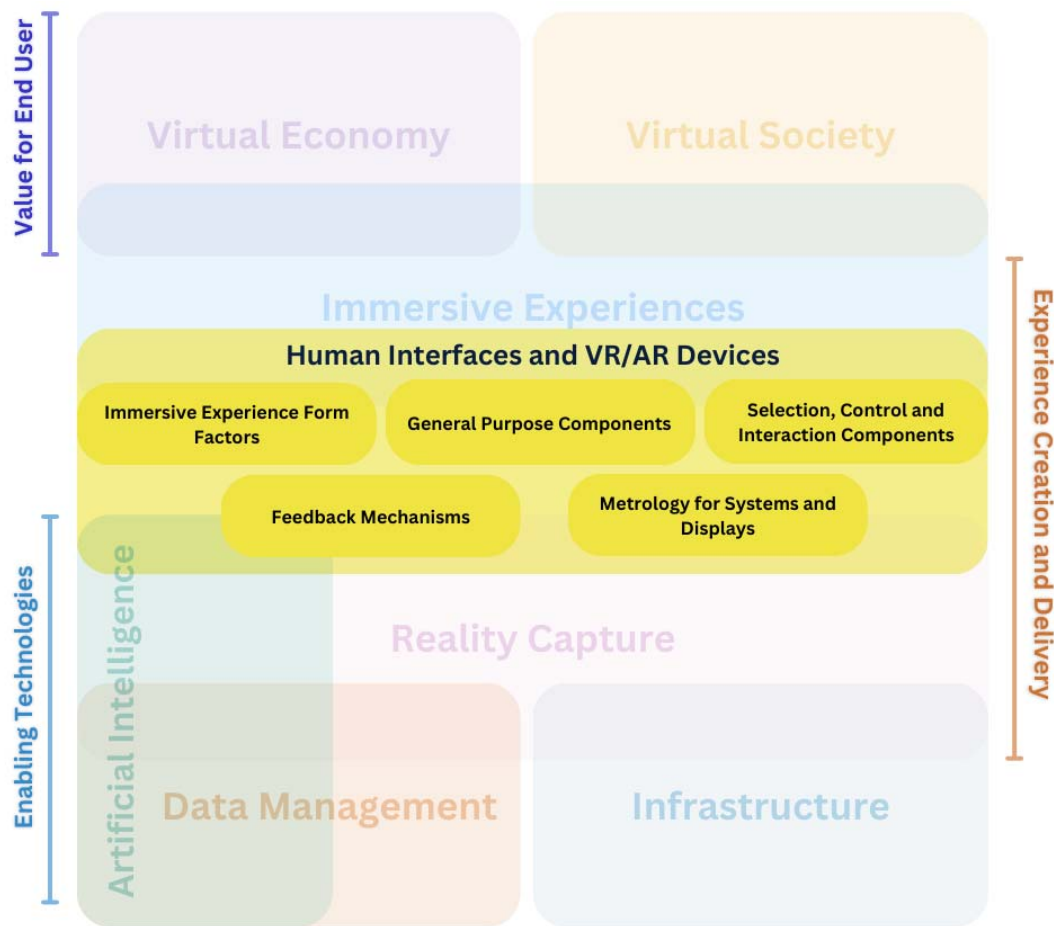 Value for End User
Virtual Economy
Virtual Society
Immersive Experiences
Human Interfaces and VR/AR Devices
Immersive Experience Form
Factors
General Purpose Components
Selection, Control and
Interaction Components
Feedback Mechanisms
Metrology for Systems and
Displays
Experience Creation and Delivery
Enabling Technologies
Artificial Intelligence
Reality Capture
Data Management
Infrastructure